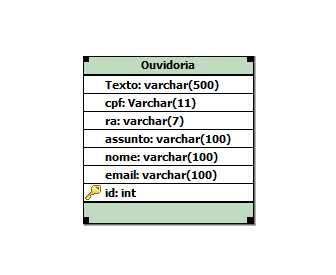 Ouvidoria
Texto: varchar(500)
cpf: Varchar(11)
ra: varchar(7)
assunto: varchar(100)
nome: varchar(100)
email: varchar(100)
id: int